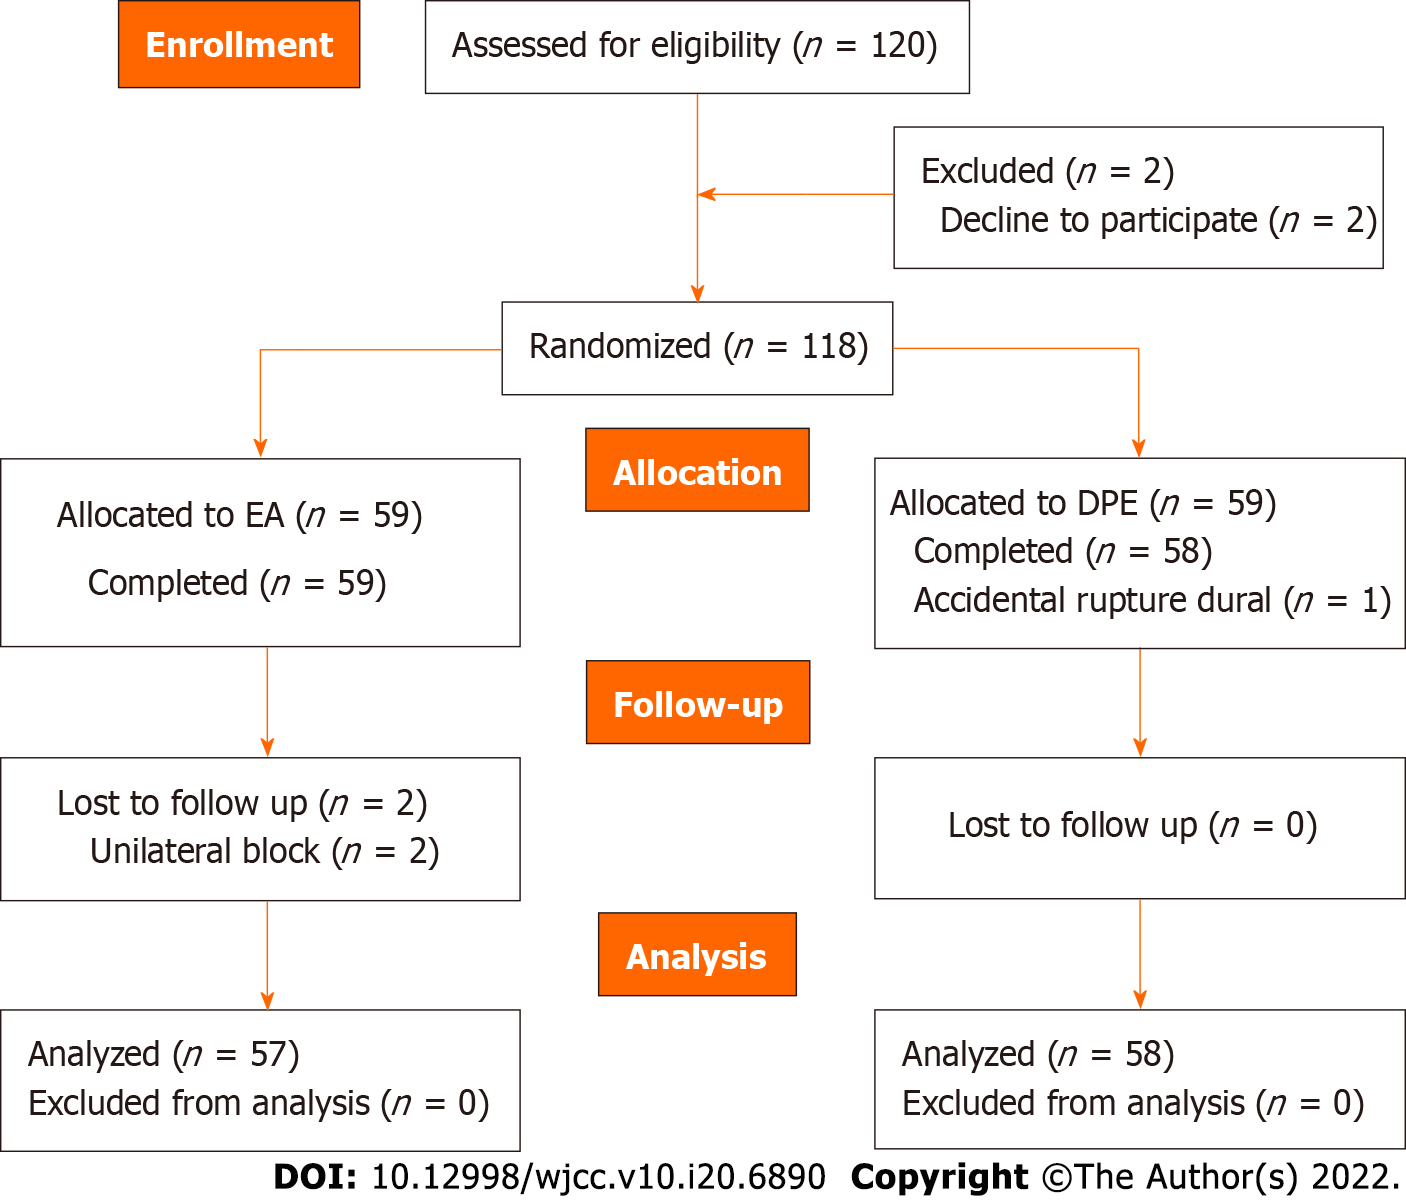 Enrollment
Assessed for eligibility (n = 120)
Excluded (n = 2)
Decline to participate (n = 2)
Randomized (n = 118)
Allocation
Allocated to EA (n = 59)
Completed (n = 59)
Allocated to DPE (n = 59)
Completed (n = 58)
Accidental rupture dural (n = 1)
Follow-up
Lost to follow up (n = 2)
Unilateral block (n = 2)
Lost to follow up (n = 0)
Analysis
Analyzed (n = 57)
Excluded from analysis (n = 0)
Analyzed (n = 58)
Excluded from analysis (n = 0)
DOI: 10.12998/wjcc.v10.i20.6890 Copyright ©The Author(s) 2022.